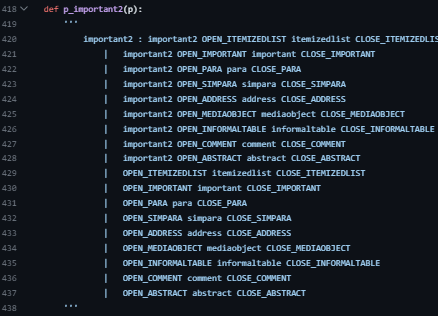 418 def p_important2(p):
419 '''
420 important2 : important2 OPEN_ITEMIZEDLIST itemizedlist CLOSE_ITEMIZEDLIS
421 | important2 OPEN_IMPORTANT important CLOSE_IMPORTANT
422 | important2 OPEN_PARA para CLOSE_PARA
423 | important2 OPEN_SIMPARA simpara CLOSE_SIMPARA
424 | important2 OPEN_ADDRESS address CLOSE_ADDRESS
425 | important2 OPEN_MEDIAOBJECT mediaobject CLOSE_MEDIAOBJECT
426 | important2 OPEN_INFORMALTABLE informaltable CLOSE_INFORMALTABLE
427 | important2 OPEN_COMMENT comment CLOSE_COMMENT
428 | important2 OPEN_ABSTRACT abstract CLOSE_ABSTRACT
429 | OPEN_ITEMIZEDLIST itemizedlist CLOSE_ITEMIZEDLIST
430 | OPEN_IMPORTANT important CLOSE_IMPORTANT
431 | OPEN_PARA para CLOSE_PARA
432 | OPEN_SIMPARA simpara CLOSE_SIMPARA
433 | OPEN_ADDRESS address CLOSE_ADDRESS
434 | OPEN_MEDIAOBJECT mediaobject CLOSE_MEDIAOBJECT
435 | OPEN_INFORMALTABLE informaltable CLOSE_INFORMALTABLE
436 | OPEN_COMMENT comment CLOSE_COMMENT
437 | OPEN_ABSTRACT abstract CLOSE_ABSTRACT
438 '''